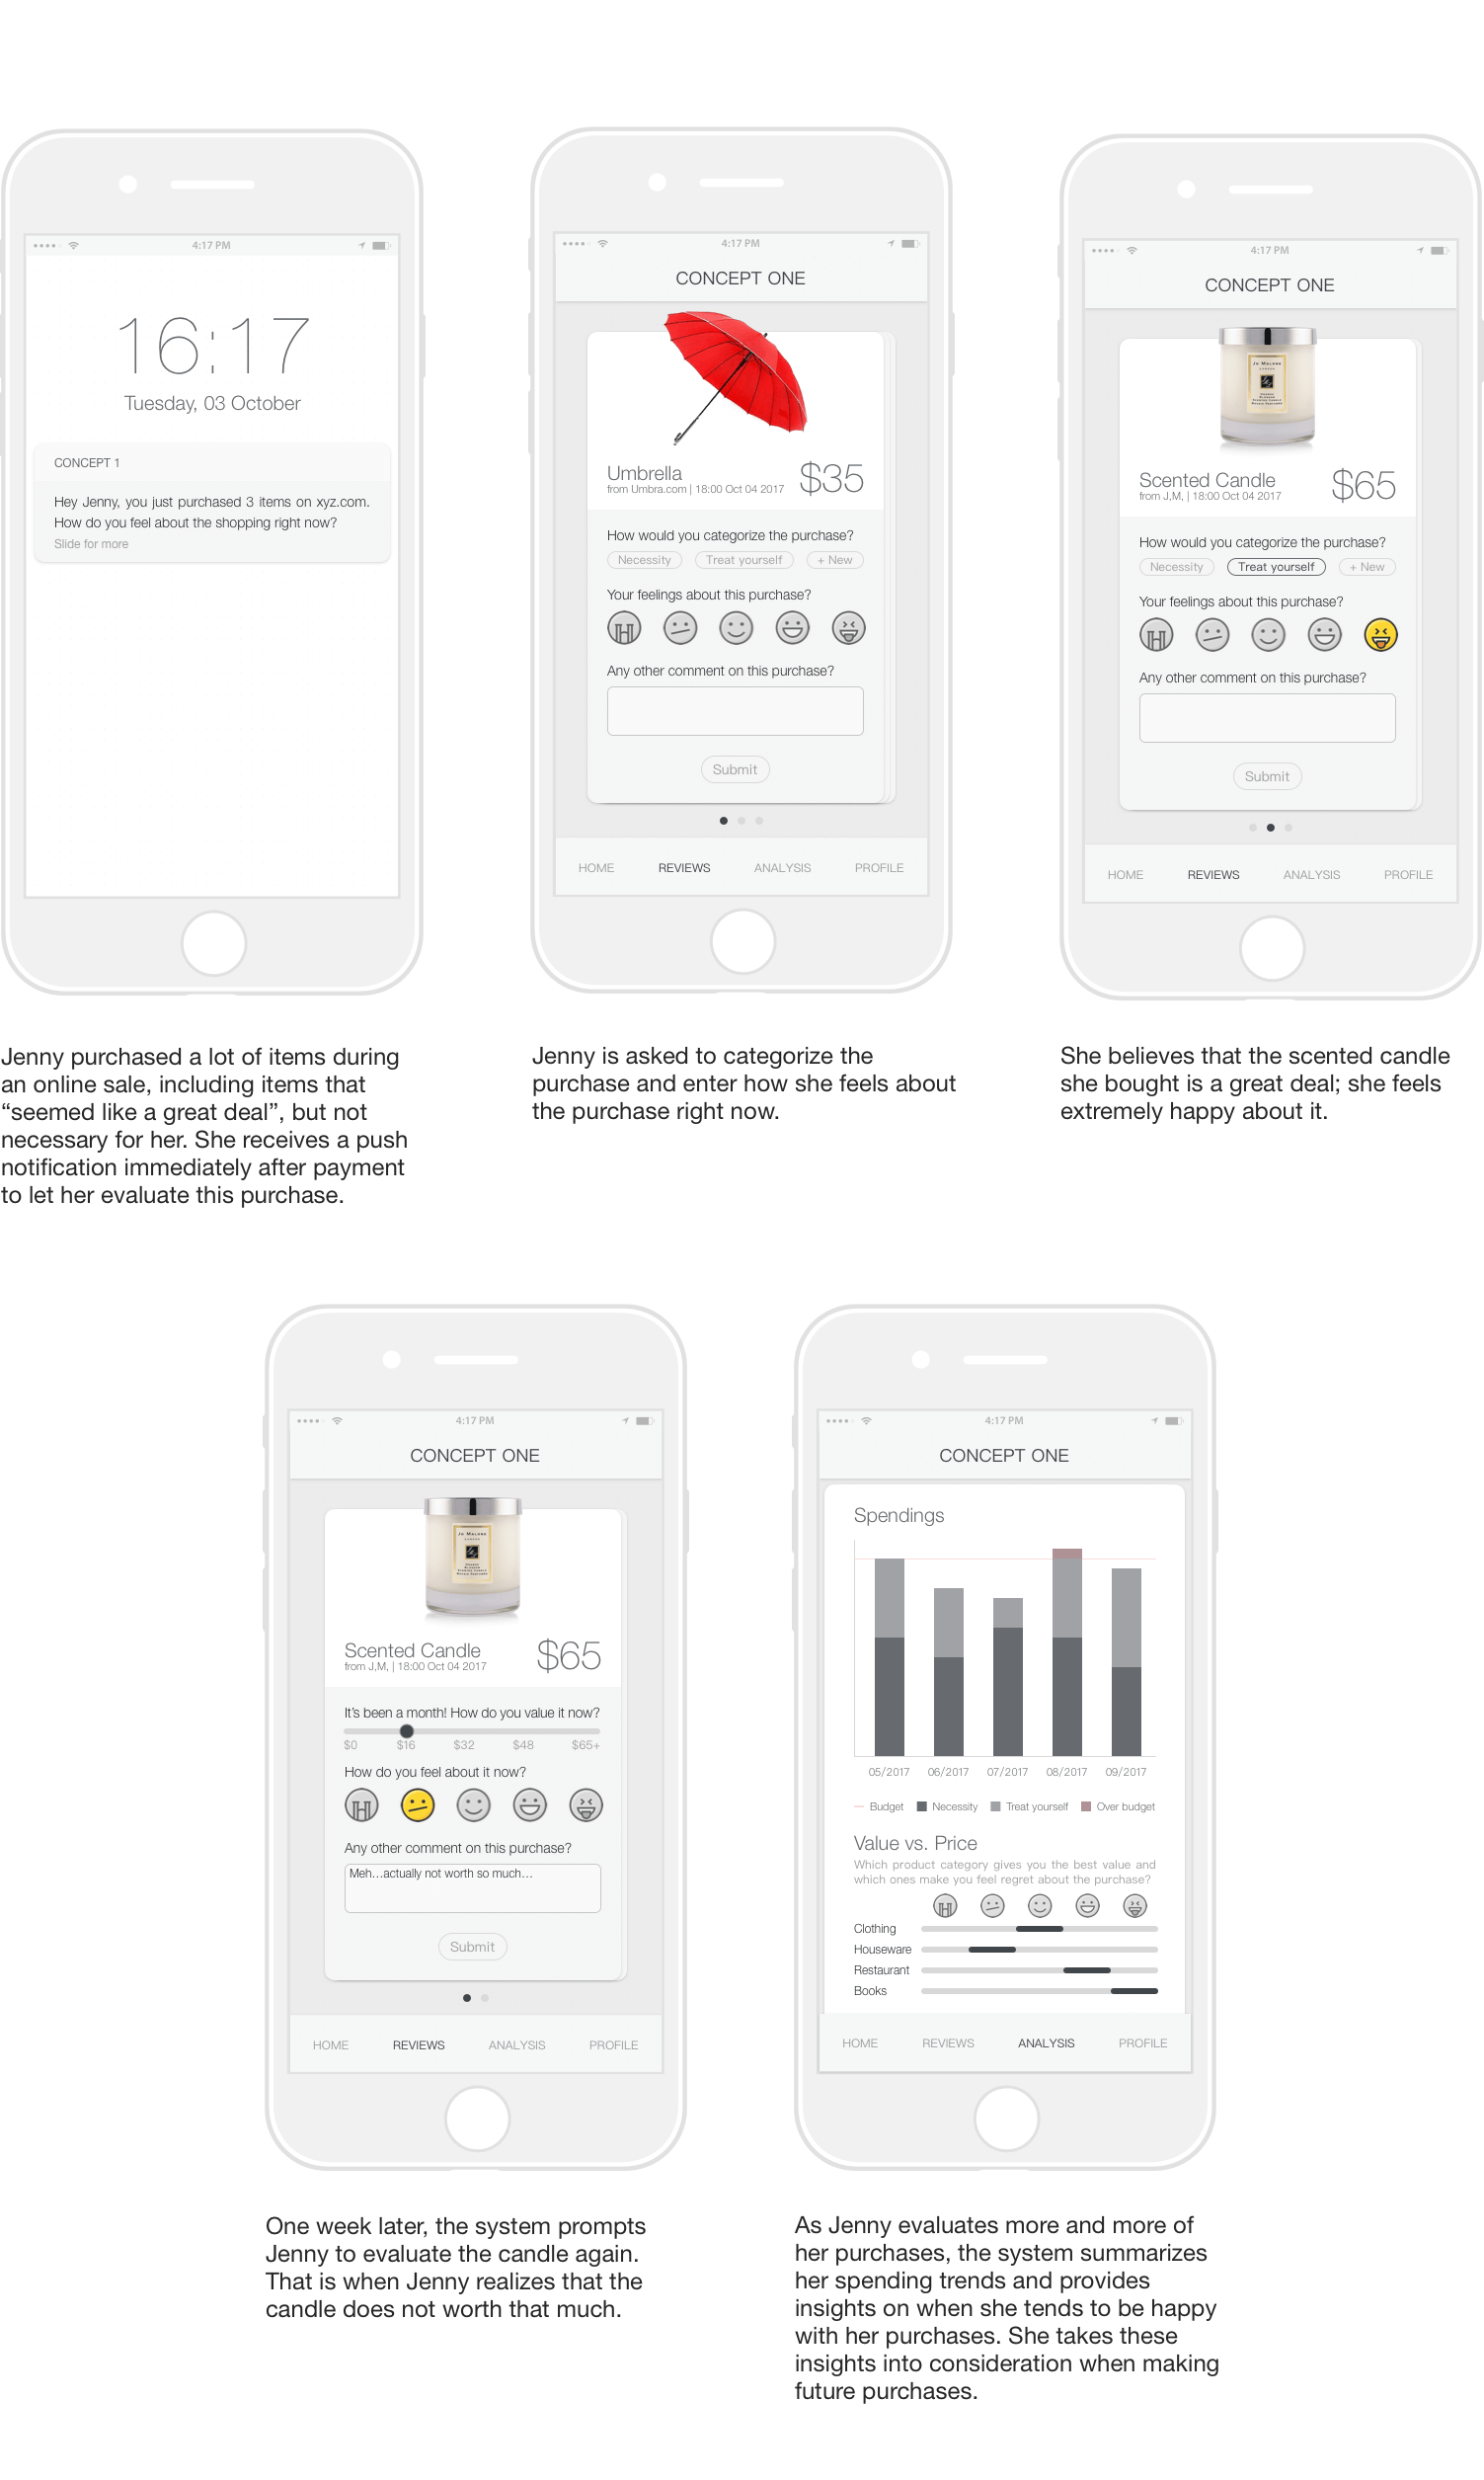 4:17 PM
16:17
Tuesday, 03 October
CONCEPT 1
Hey Jenny, you just purchased 3 items on xyz.com.
How do you feel about the shopping right now?
Slide for more
Jenny purchased a lot of items during
an online sale, including items that
“seemed like a great deal”, but not
necessary for her. She receives a push
notification immediately after payment
to let her evaluate this purchase.
4:17 PM
CONCEPT ONE
Umbrella
from Umbra.com | 18:00 Oct 04 2017
$35
How would you categorize the purchase?
Necessity Treat yourself + New
Your feelings about this purchase?
Any other comment on this purchase?
Submit
HOME REVIEWS ANALYSIS PROFILE
Jenny is asked to categorize the
purchase and enter how she feels about
the purchase right now.
4:17 PM
CONCEPT ONE
JO MALONE
LONDON
Scented Candle
from J,M, | 18:00 Oct 04 2017
$65
How would you categorize the purchase?
Necessity Treat yourself + New
Your feelings about this purchase?
Any other comment on this purchase?
Submit
HOME REVIEWS ANALYSIS PROFILE
She believes that the scented candle
she bought is a great deal; she feels
extremely happy about it.
4:17 PM
CONCEPT ONE
JO MALONE
LONDON
Scented Candle
from J,M, | 18:00 Oct 04 2017
$65
It’s been a month! How do you value it now?
$0 $16 $32 $48 $65+
How do you feel about it now?
Any other comment on this purchase?
Meh...actually not worth so much...
Submit
HOME REVIEWS ANALYSIS PROFILE
One week later, the system prompts
Jenny to evaluate the candle again.
That is when Jenny realizes that the
candle does not worth that much.
4:17 PM
CONCEPT ONE
Spendings
05/2017 06/2017 07/2017 08/2017 09/2017
Budget Necessity Treat yourself Over budget
Value vs. Price
Which product category gives you the best value and
which ones make you feel regret about the purchase?
Clothing
Houseware
Restaurant
Books
HOME REVIEWS ANALYSIS PROFILE
As Jenny evaluates more and more of
her purchases, the system summarizes
her spending trends and provides
insights on when she tends to be happy
with her purchases. She takes these
insights into consideration when making
future purchases.